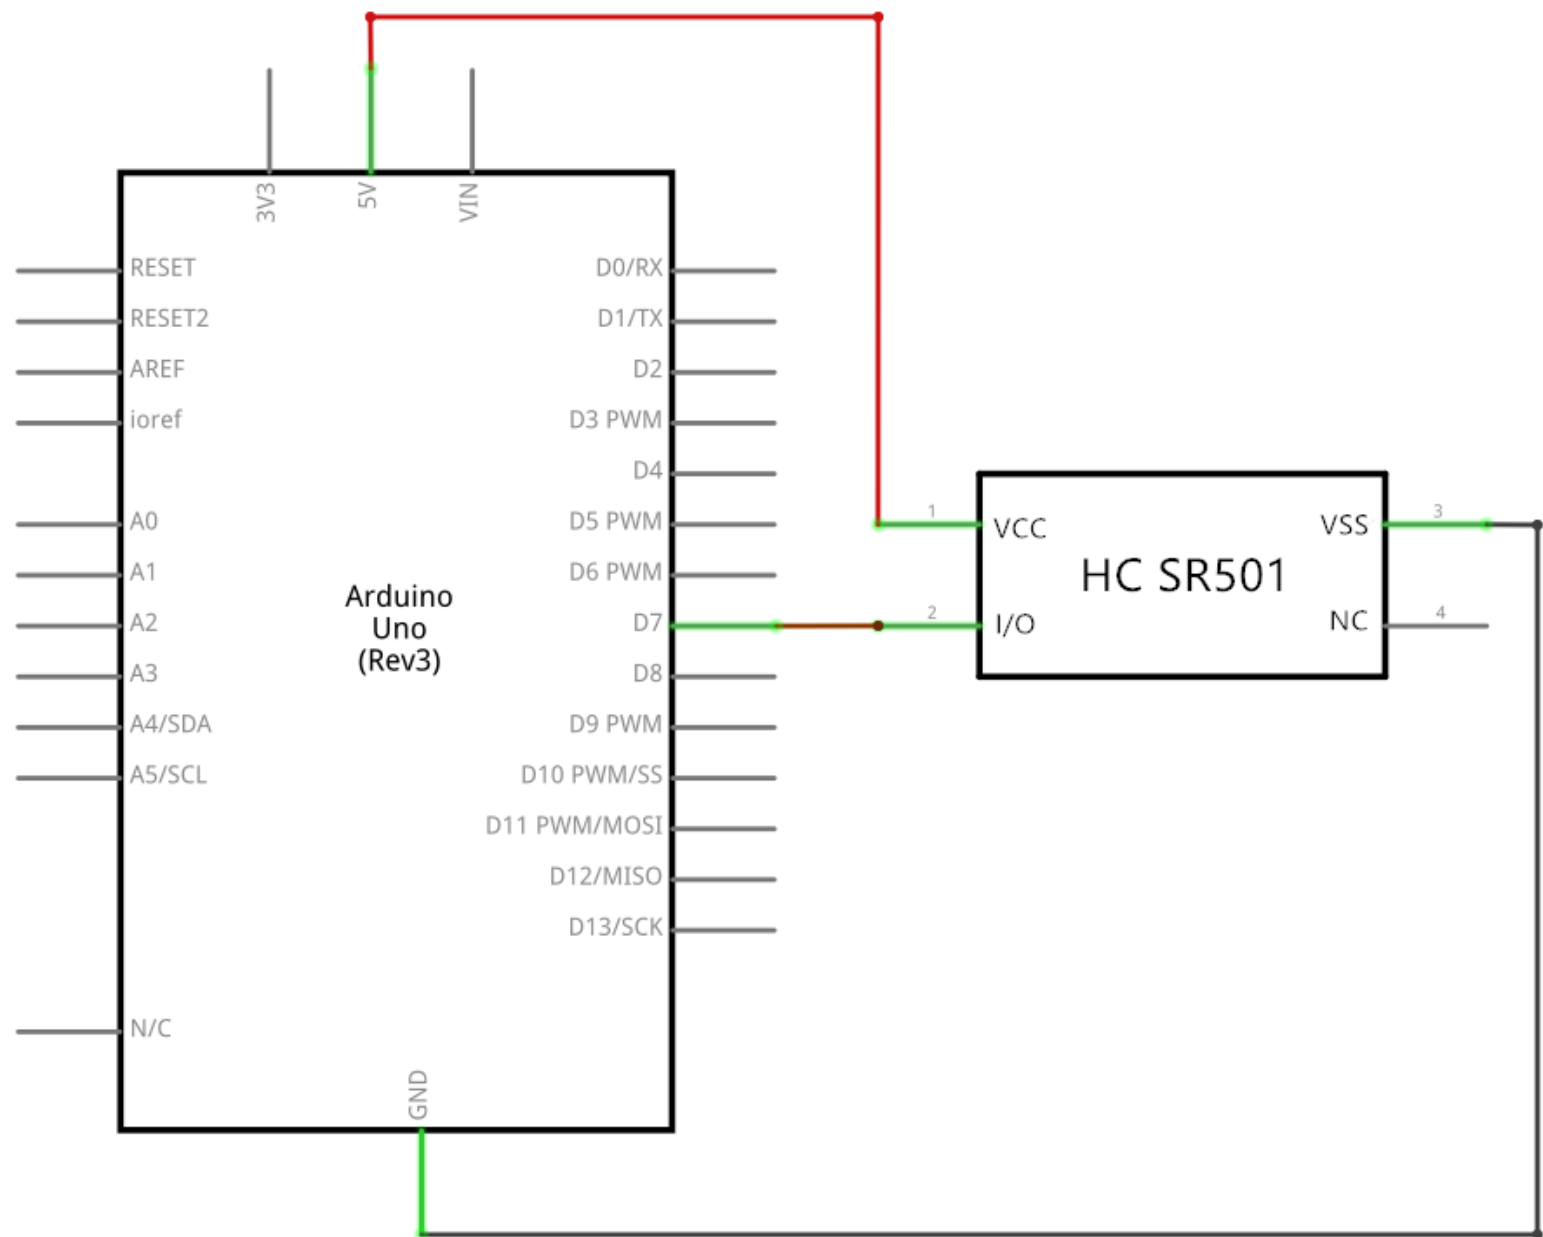 3V3
5V
VIN
RESET
D0/RX
RESET2
D1/TX
AREF
D2
ioref
D3 PWM
D4
A0
D5 PWM
1
VCC
VSS
3
A1
D6 PWM
HC SR501
Arduino
Uno
(Rev3)
A2
D7
2
I/O
NC
4
A3
D8
A4/SDA
D9 PWM
A5/SCL
D10 PWM/SS
D11 PWM/MOSI
D12/MISO
D13/SCK
N/C
GND